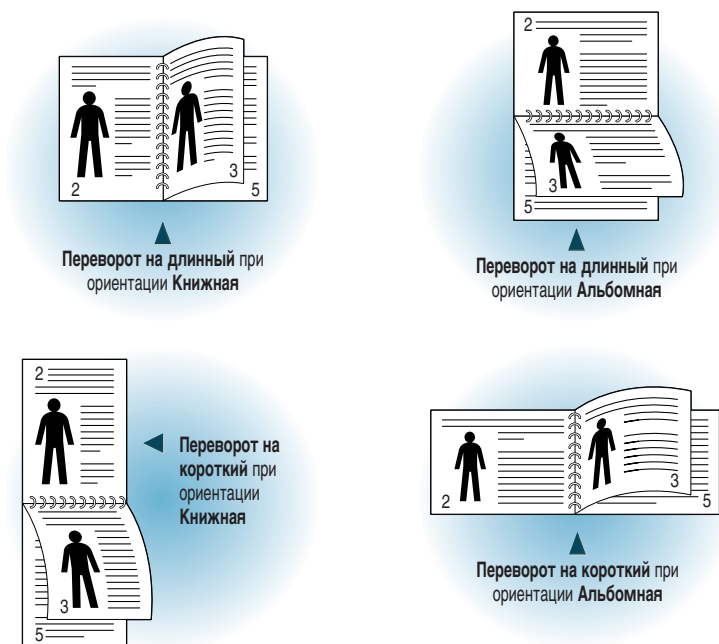 2
3
5
Переворот на длинный при
ориентации Книжная
2
3
5
Переворот на длинный при
ориентации Альбомная
2
3
5
Переворот на
короткий при
ориентации
Книжная
2
3
5
Переворот на короткий при
ориентации Альбомная